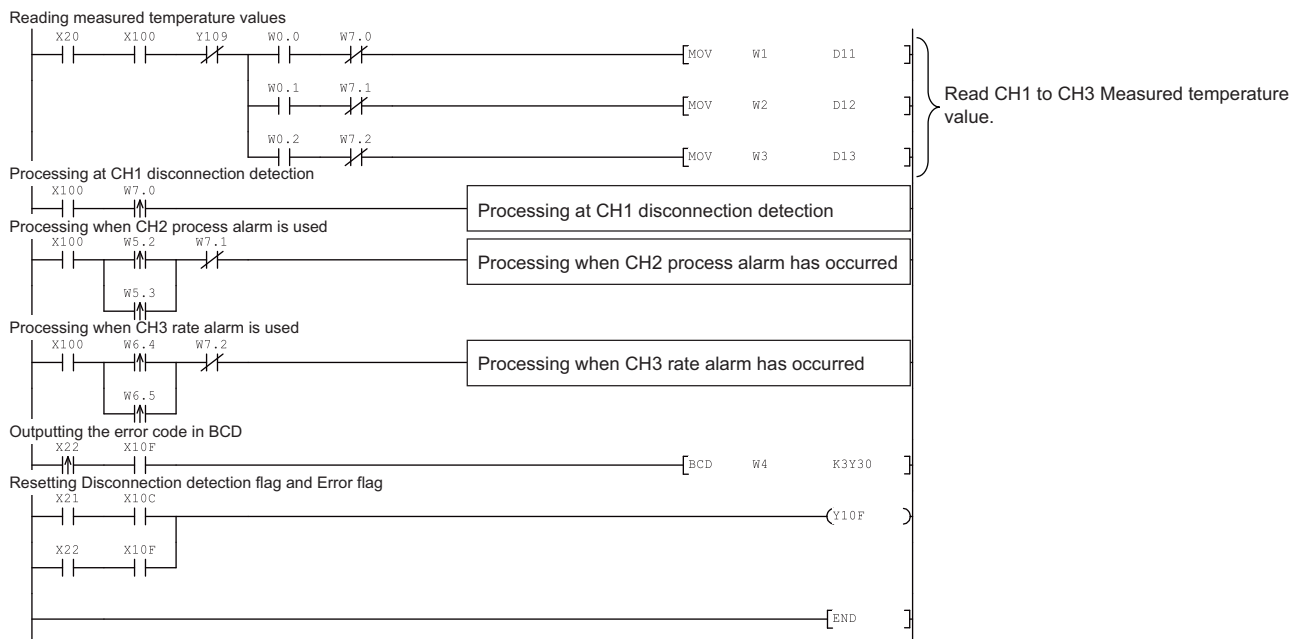 Reading measured temperature values
X20 X100 Y109 W0.0 W7.0
MOV W1 D11
W0.1 W7.1
MOV W2 D12
W0.2 W7.2
MOV W3 D13
Read CH1 to CH3 Measured temperature
value.
Processing at CH1 disconnection detection
X100 W7.0
Processing at CH1 disconnection detection
Processing when CH2 process alarm is used
X100 W5.2 W7.1
Processing when CH2 process alarm has occurred
W5.3
Processing when CH3 rate alarm is used
X100 W6.4 W7.2
Processing when CH3 rate alarm has occurred
W6.5
Outputting the error code in BCD
X22 X10F
BCD W4 K3Y30
Resetting Disconnection detection flag and Error flag
X21 X10C
Y10F
X22 X10F
END